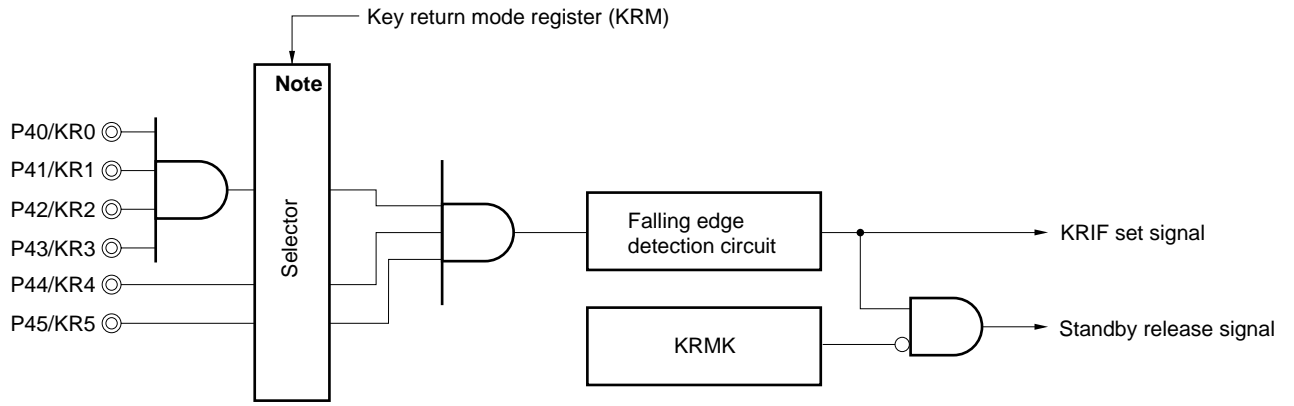 Key return mode register (KRM)
Note
P40/KR0
P41/KR1
P42/KR2
P43/KR3
P44/KR4
P45/KR5
Selector
Falling edge
detection circuit
KRIF set signal
KRMK
Standby release signal